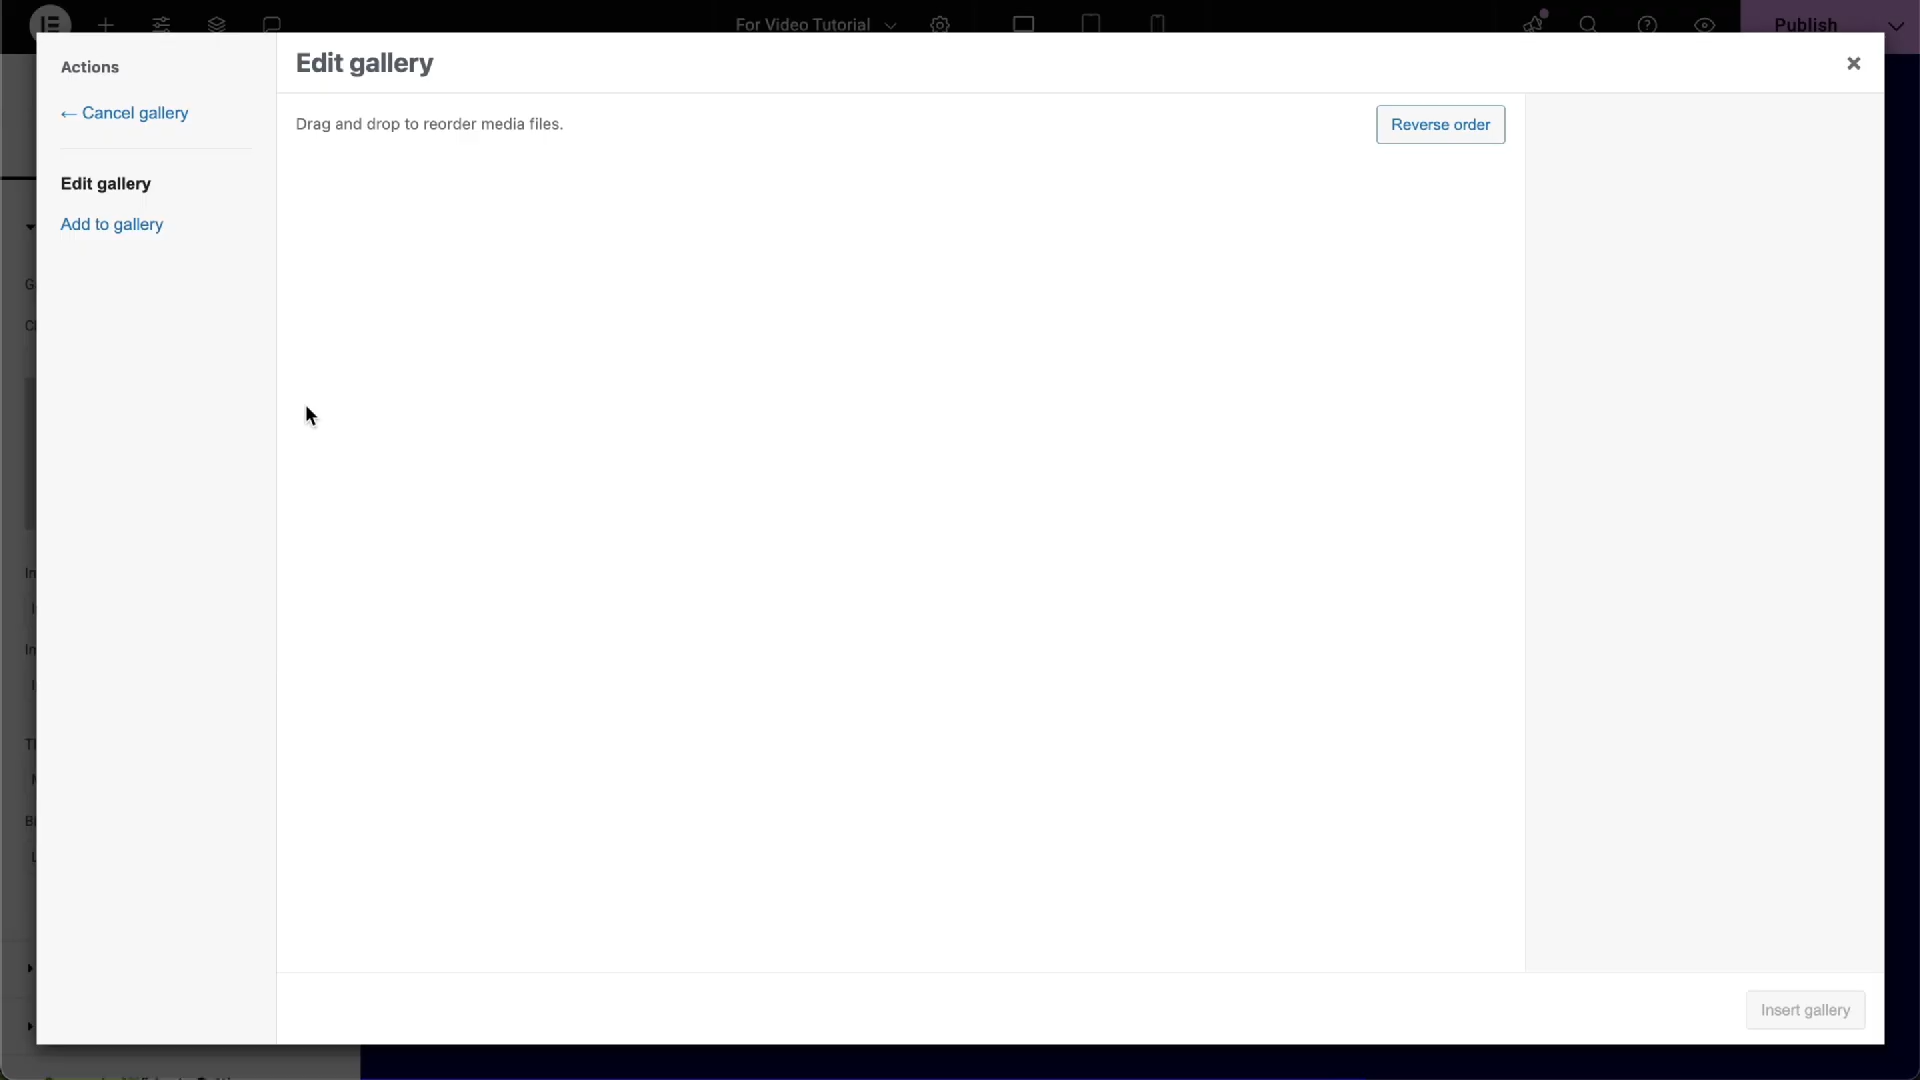 For Video Tutorial
Publish
Actions
Edit gallery
← Cancel gallery
Drag and drop to reorder media files.
Reverse order
Edit gallery
Add to gallery
Insert gallery